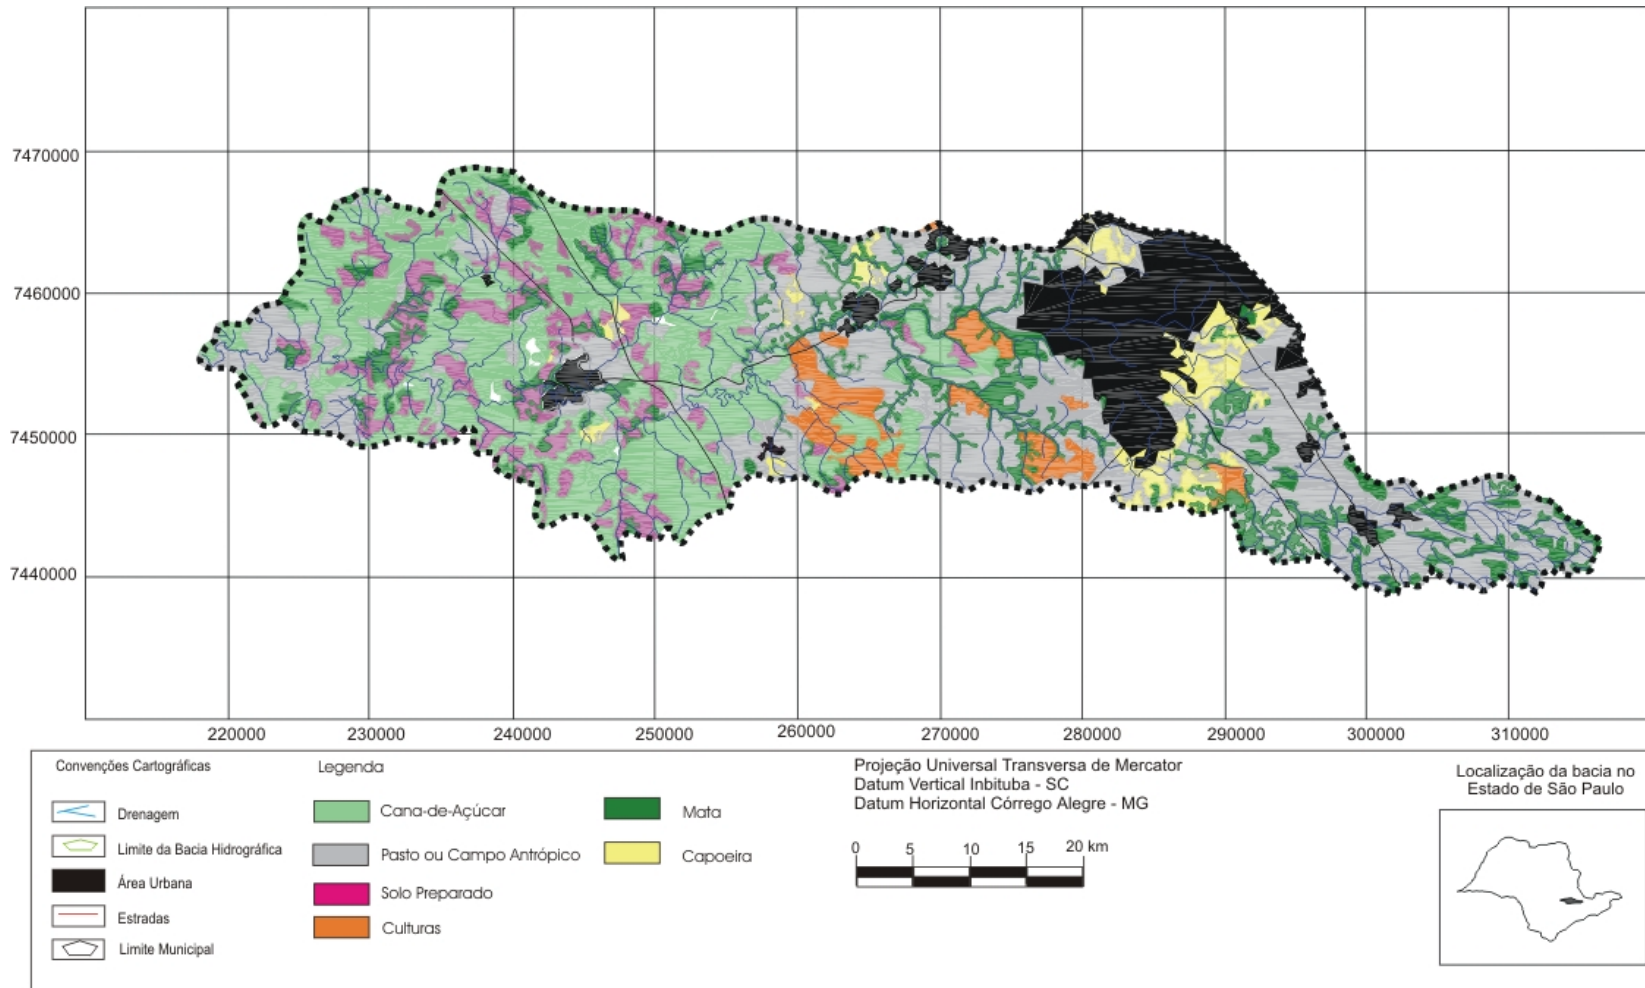 7470000
7460000
7450000
7440000
220000
230000
240000
250000
260000
270000
280000
290000
300000
310000
Convenções Cartográficas
Drenagem
Limite da Bacia Hidrográfica
Área Urbana
Estradas
Limite Municipal
Legenda
Cana-de-Açúcar
Pasto ou Campo Antrópico
Solo Preparado
Culturas
Mata
Capoeira
Projeção Universal Transversa de Mercator
Datum Vertical Inbituba - SC
Datum Horizontal Córrego Alegre - MG
0 5 10 15 20 km
Localização da bacia no
Estado de São Paulo